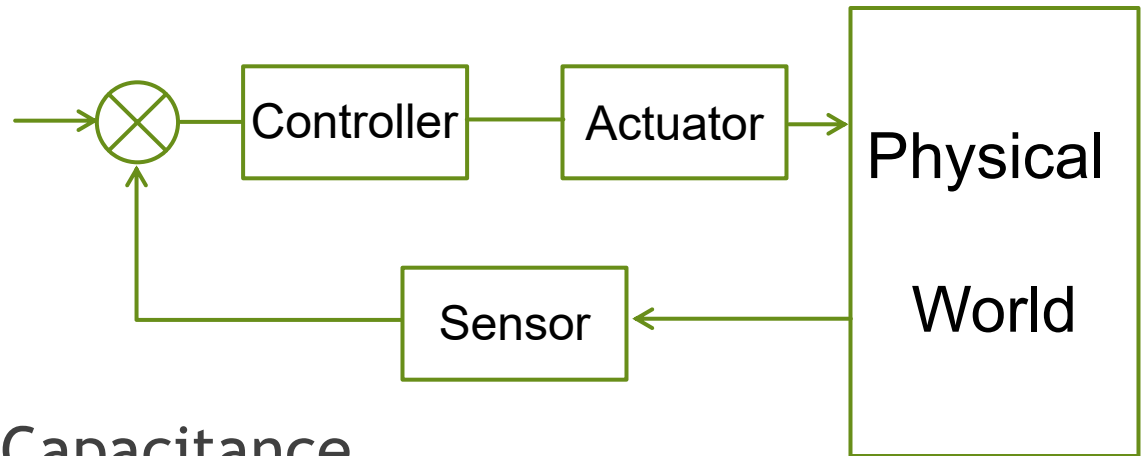 Controller
Actuator
Physical
World
Sensor
Capacitance